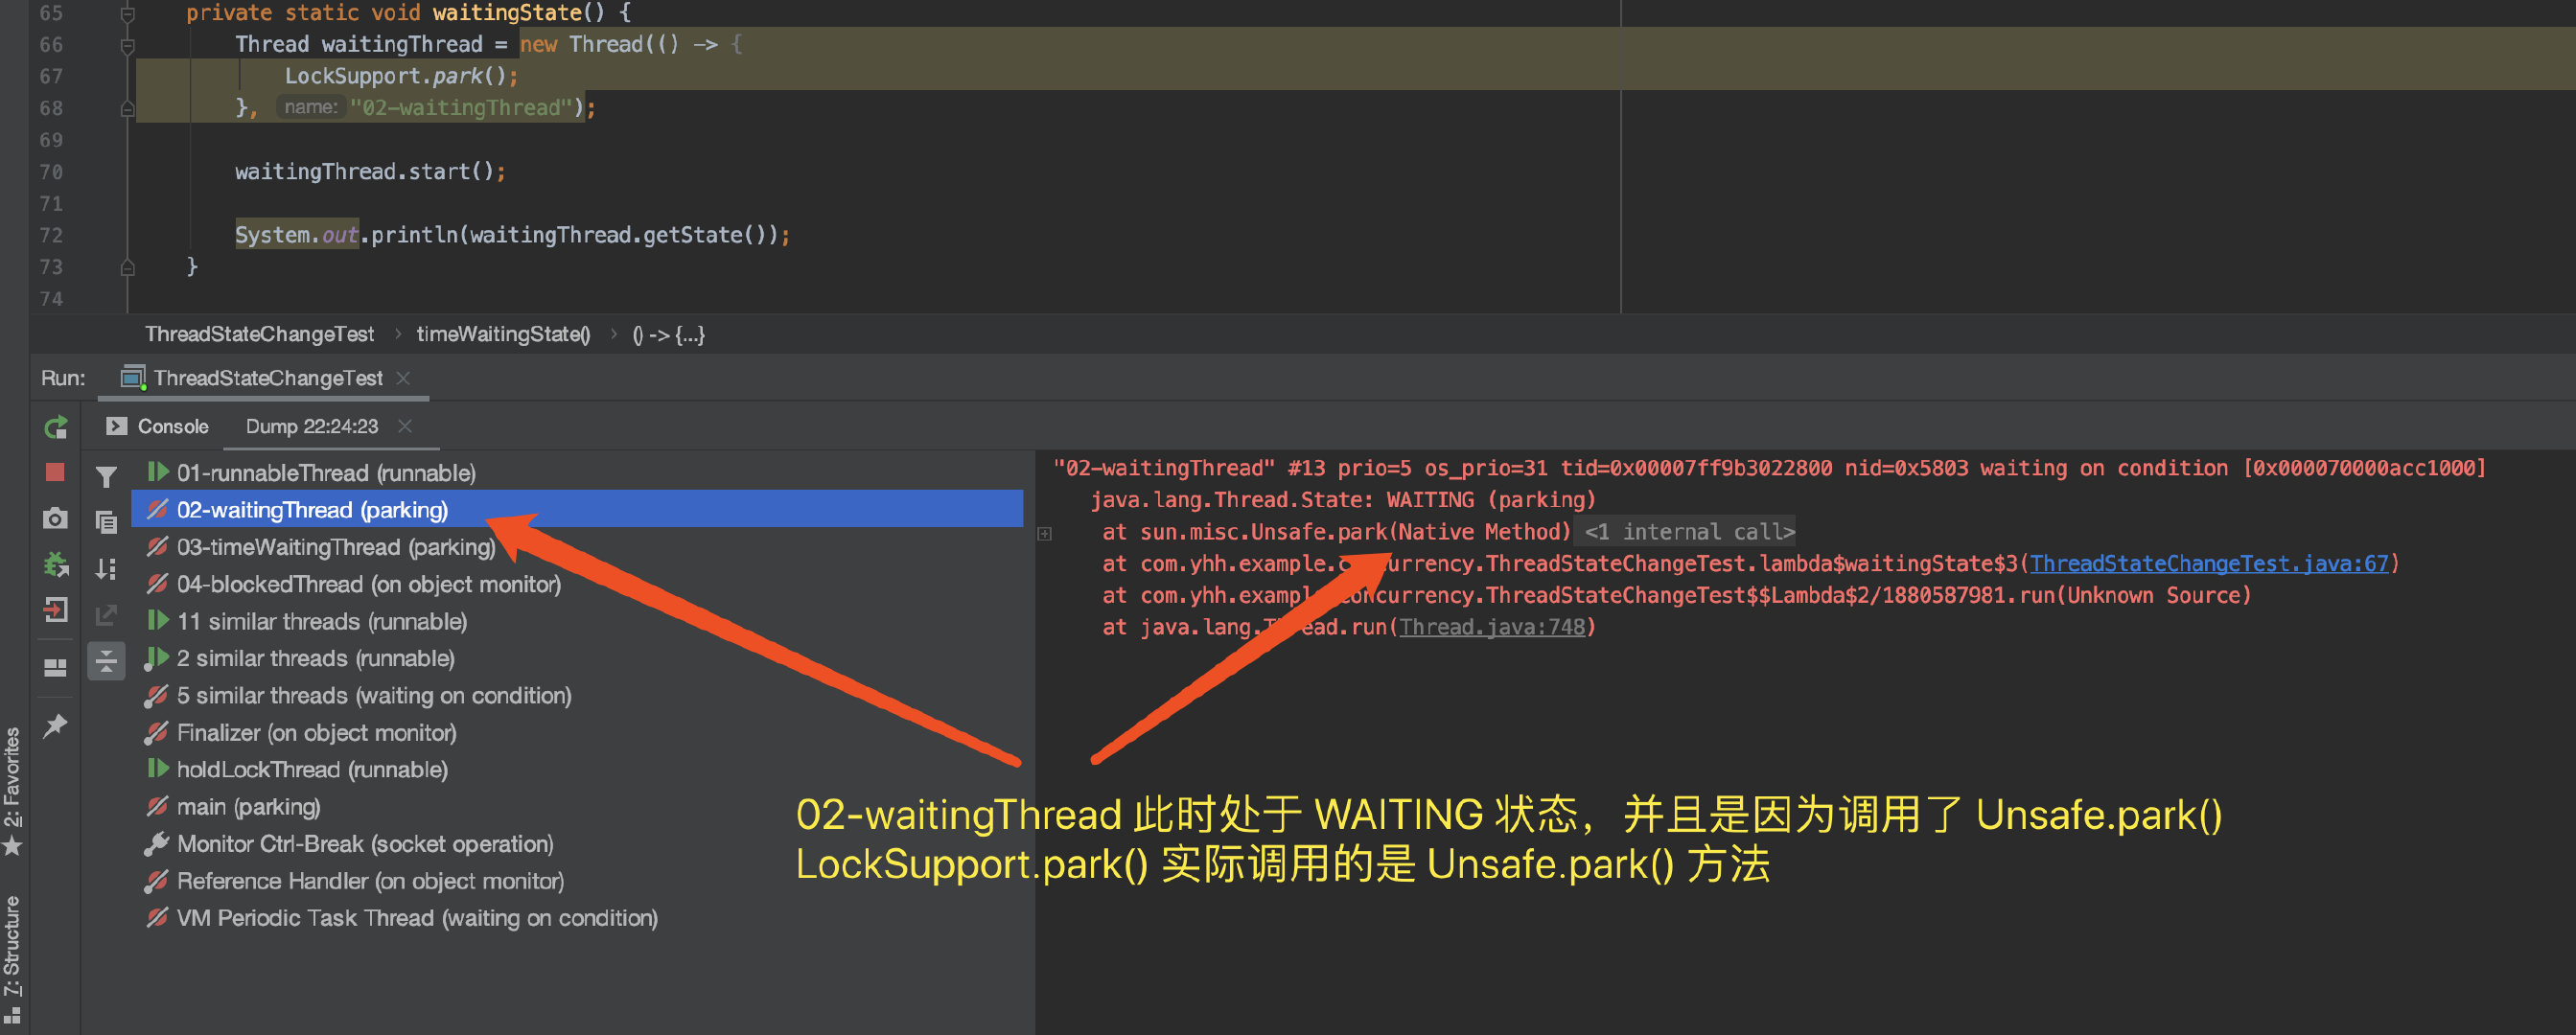 65 private static void waitingState() {
66 Thread waitingThread = new Thread(() -> {
67 LockSupport.park();
68 }, name: "02-waitingThread");
69
70 waitingThread.start();
71
72 System.out.println(waitingThread.getState());
73 }
74
ThreadStateChangeTest › timeWaitingState() › () -> {...}
Run: ThreadStateChangeTest
Console Dump 22:24:23
01-runnableThread (runnable)
02-waitingThread (parking)
03-timeWaitingThread (parking)
04-blockedThread (on object monitor)
11 similar threads (runnable)
2 similar threads (runnable)
5 similar threads (waiting on condition)
Finalizer (on object monitor)
holdLockThread (runnable)
main (parking)
Monitor Ctrl-Break (socket operation)
Reference Handler (on object monitor)
VM Periodic Task Thread (waiting on condition)
"02-waitingThread" #13 prio=5 os_prio=31 tid=0x00007ff9b3022800 nid=0x5803 waiting on condition [0x000070000acc1000]
java.lang.Thread.State: WAITING (parking)
at sun.misc.Unsafe.park(Native Method) <1 internal call>
at com.yhh.example.concurrency.ThreadStateChangeTest.lambda$waitingState$3(ThreadStateChangeTest.java:67)
at com.yhh.example.concurrency.ThreadStateChangeTest$$Lambda$2/1880587981.run(Unknown Source)
at java.lang.Thread.run(Thread.java:748)
02-waitingThread 此时处于 WAITING 状态，并且是因为调用了 Unsafe.park()
LockSupport.park() 实际调用的是 Unsafe.park() 方法
2: Favorites
7: Structure